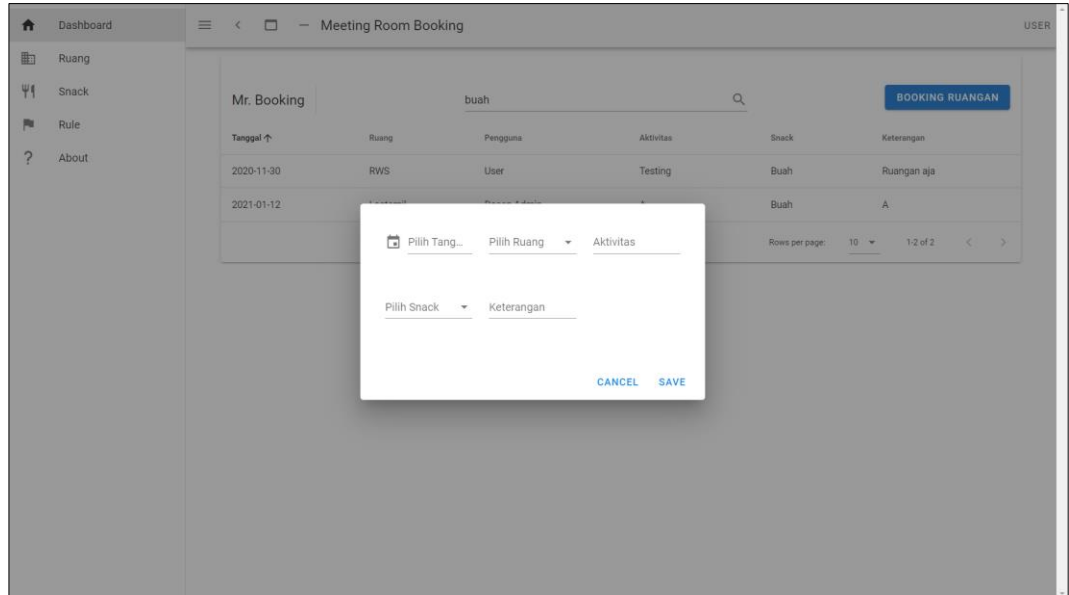 Dashboard
Meeting Room Booking
USER
Ruang
Snack
Rule
About
Mr. Booking
buah
BOOKING RUANGAN
Tanggal Ruang Pengguna Aktivitas Snack Keterangan
2020-11-30 RWS User Testing Buah Ruangan aja
2021-01-12 A Buah A
Rows per page: 10 1-2 of 2
Pilih Tang... Pilih Ruang Aktivitas
Pilih Snack Keterangan
CANCEL SAVE